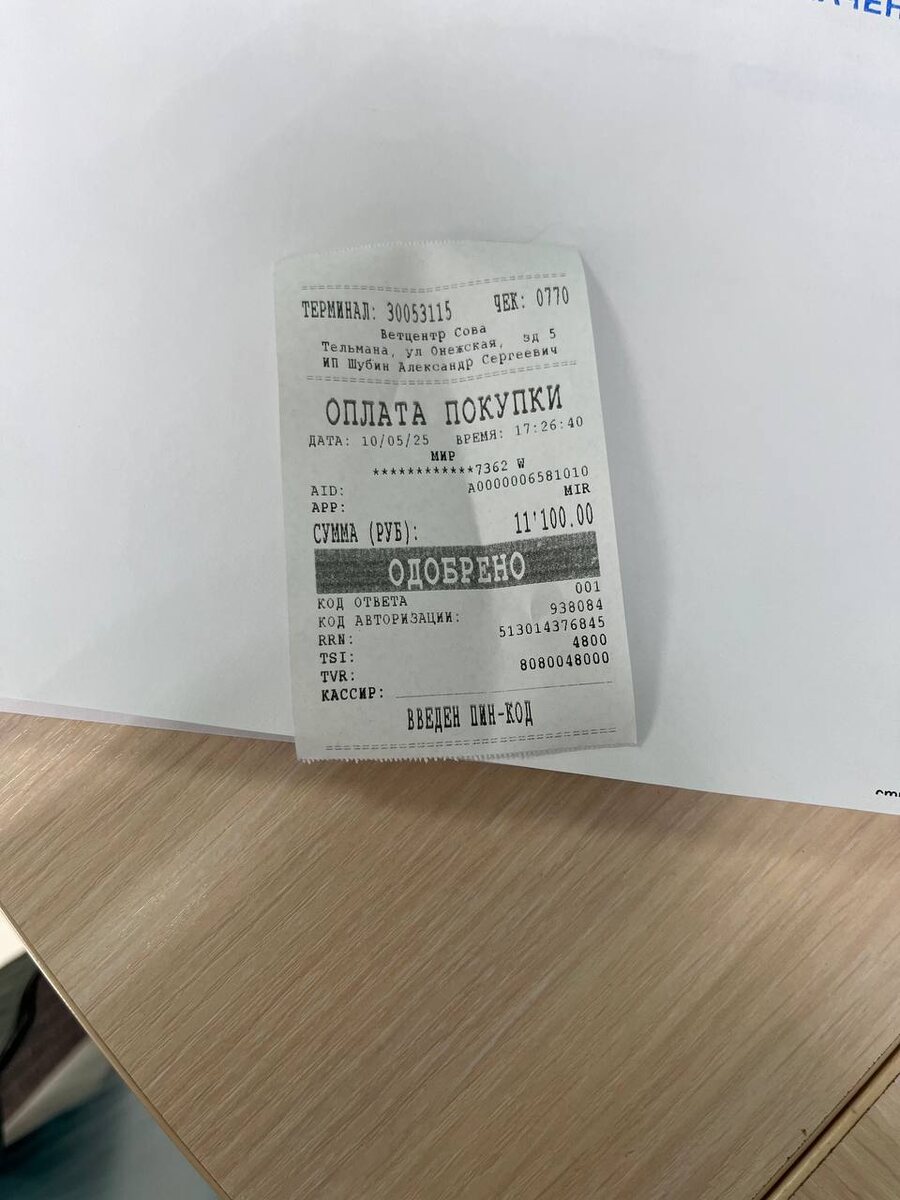 ТЕРМИНАЛ: 30053115 ЧЕК: 0770
Ветцентр Сова
Тельмана, ул Онежская, зд 5
ИП Шубин Александр Сергеевич
ОПЛАТА ПОКУПКИ
ДАТА: 10/05/25 ВРЕМЯ: 17:26:40
МИР
************7362 W
AID: A0000006581010
APP: MIR
СУММА (РУБ): 11'100.00
ОДОБРЕНО
КОД ОТВЕТА 001
КОД АВТОРИЗАЦИИ: 938084
RRN: 513014376845
TSI: 4800
TVR: 8080048000
КАССИР:
ВВЕДЕН ПИН-КОД